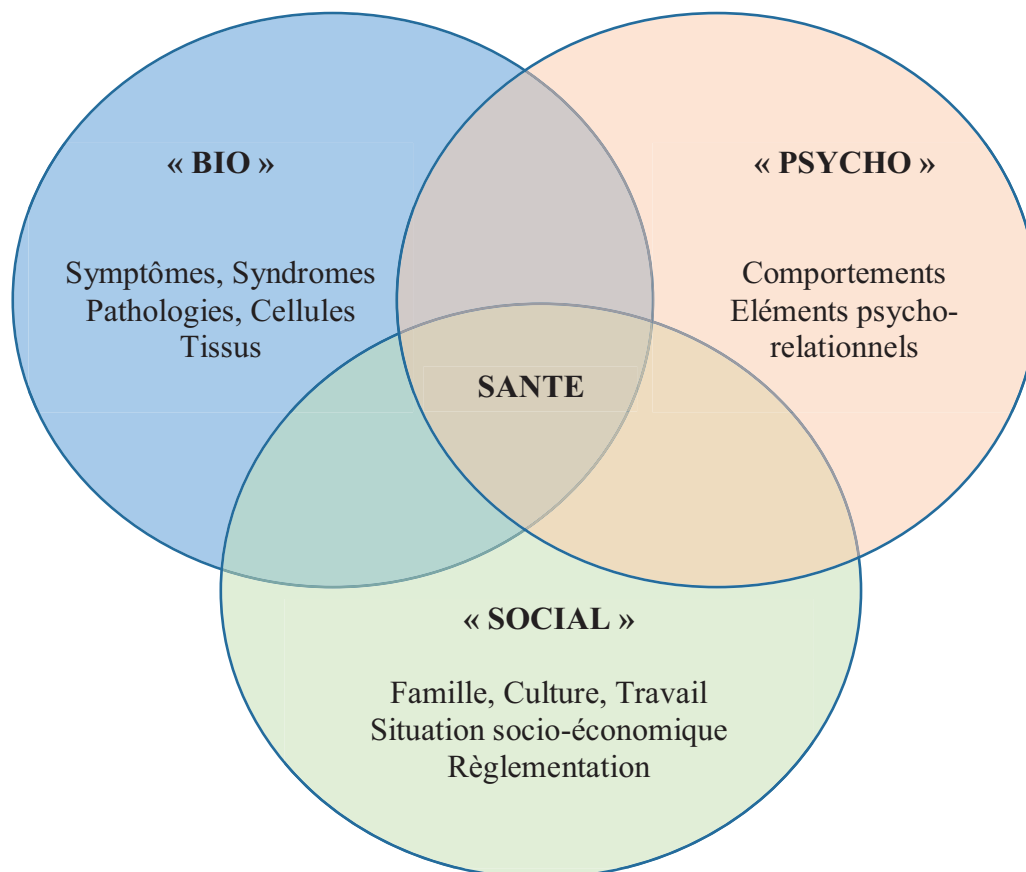 « BIO »
« PSYCHO »
Symptômes, Syndromes
Pathologies, Cellules
Tissus
Comportements
Eléments psycho-
relationnels
SANTE
« SOCIAL »
Famille, Culture, Travail
Situation socio-économique
Règlementation